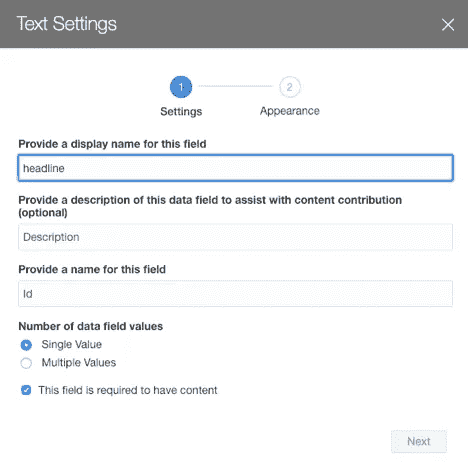 Text Settings
1
2
Settings
Appearance
Provide a display name for this field
headline
Provide a description of this data field to assist with content contribution
(optional)
Description
Provide a name for this field
Id
Number of data field values
Single Value
Multiple Values
This field is required to have content
Next